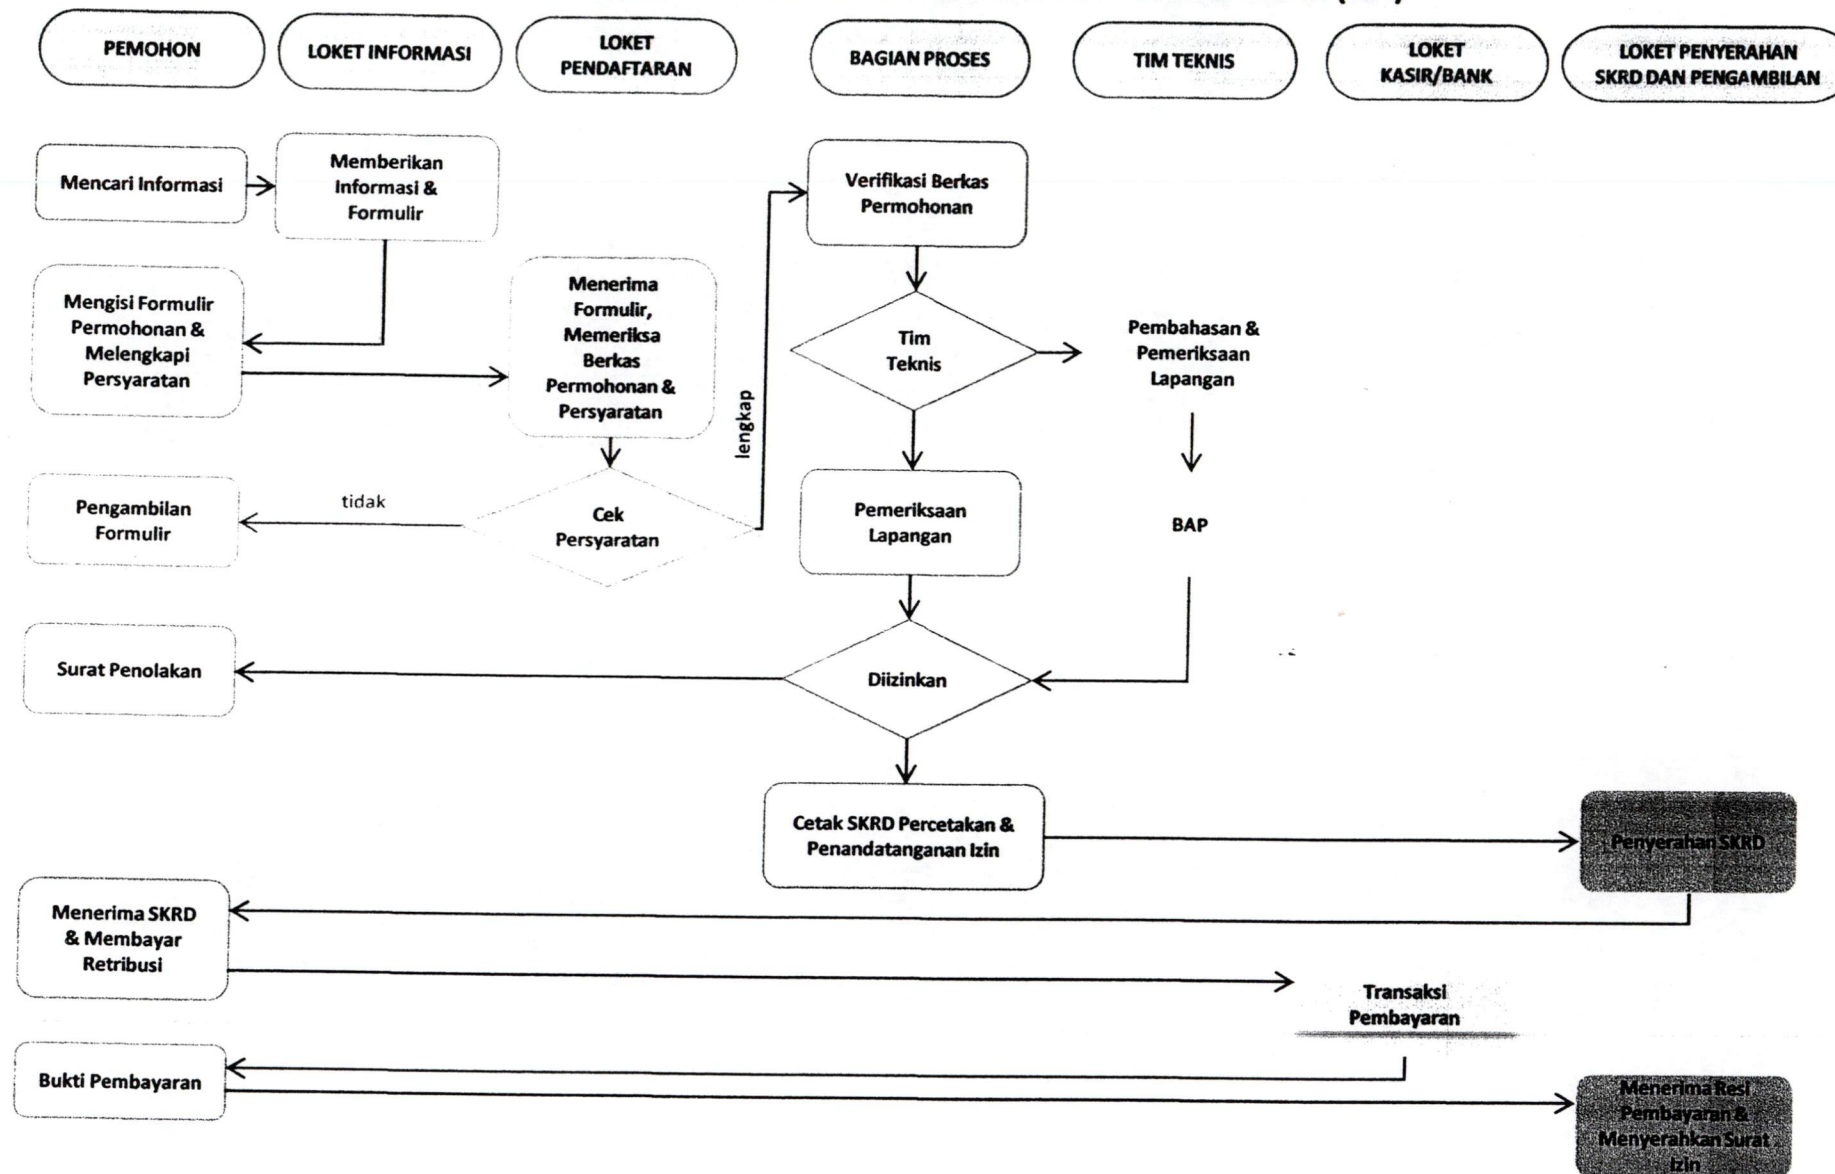 PEMOHON
LOKET INFORMASI
LOKET
PENDAFTARAN
BAGIAN PROSES
TIM TEKNIS
LOKET
KASIR/BANK
LOKET PENYERAHAN
SKRD DAN PENGAMBILAN
Mencari Informasi
Memberikan
Informasi &
Formulir
Verifikasi Berkas
Permohonan
Mengisi Formulir
Permohonan &
Melengkapi
Persyaratan
Menerima
Formulir,
Memeriksa
Berkas
Permohonan &
Persyaratan
lengkap
Tim
Teknis
Pembahasan &
Pemeriksaan
Lapangan
Pengambilan
Formulir
tidak
Cek
Persyaratan
Pemeriksaan
Lapangan
BAP
Surat Penolakan
Diizinkan
Cetak SKRD Percetakan &
Penandatanganan Izin
Penyerahan SKRD
Menerima SKRD
& Membayar
Retribusi
Transaksi
Pembayaran
Bukti Pembayaran
Menerima Resi
Pembayaran &
Menyerahkan Surat
Izin